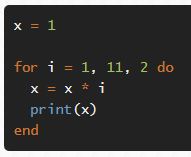 x = 1
for i = 1, 11, 2 do
x = x * i
print(x)
end